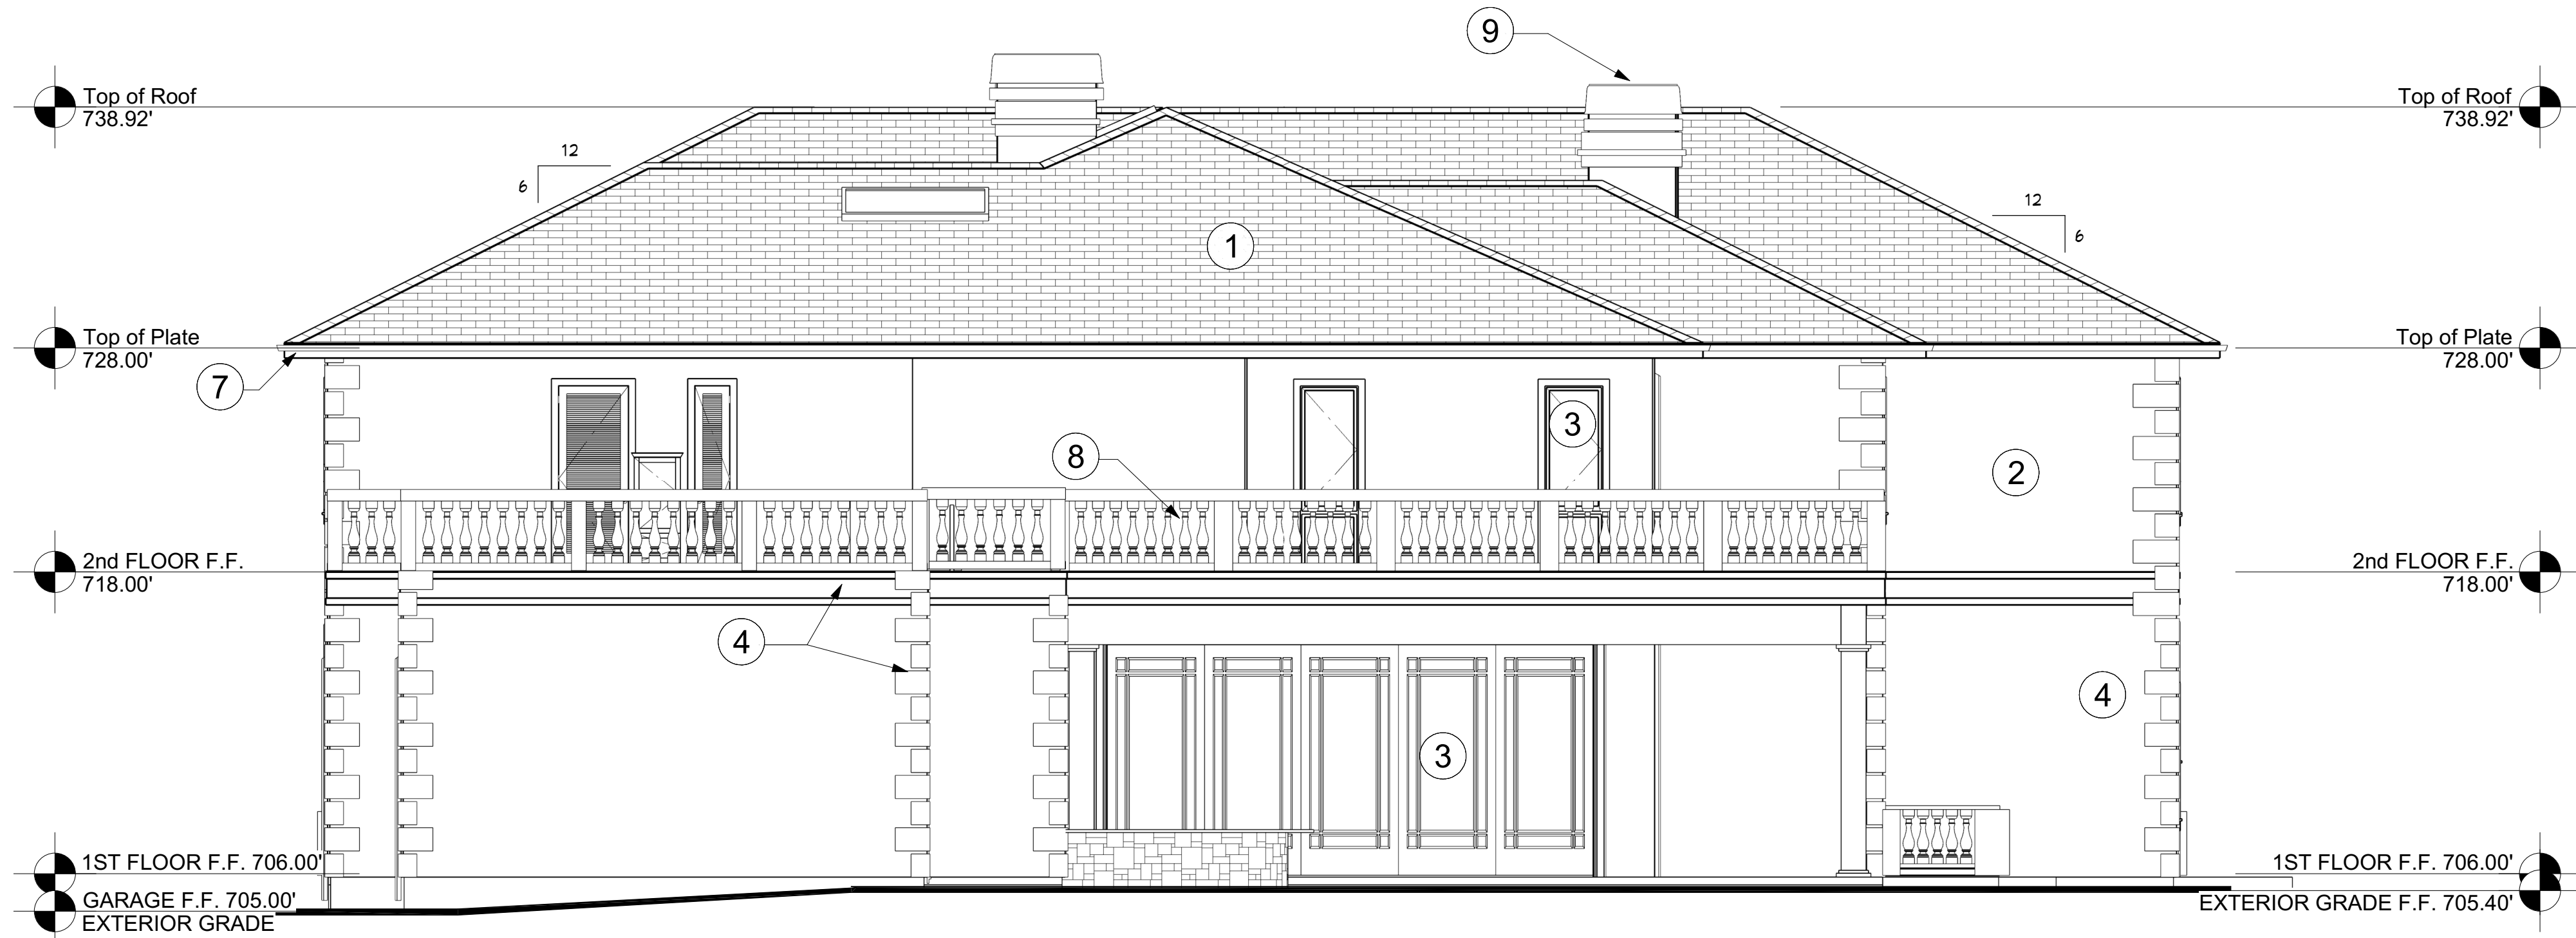 9
Top of Roof
738.92'
Top of Roof
738.92'
12
6
12
6
1
Top of Plate
728.00'
Top of Plate
728.00'
7
3
8
2
2nd FLOOR F.F.
718.00'
2nd FLOOR F.F.
718.00'
4
4
3
1ST FLOOR F.F. 706.00'
1ST FLOOR F.F. 706.00'
GARAGE F.F. 705.00'
EXTERIOR GRADE
EXTERIOR GRADE F.F. 705.40'